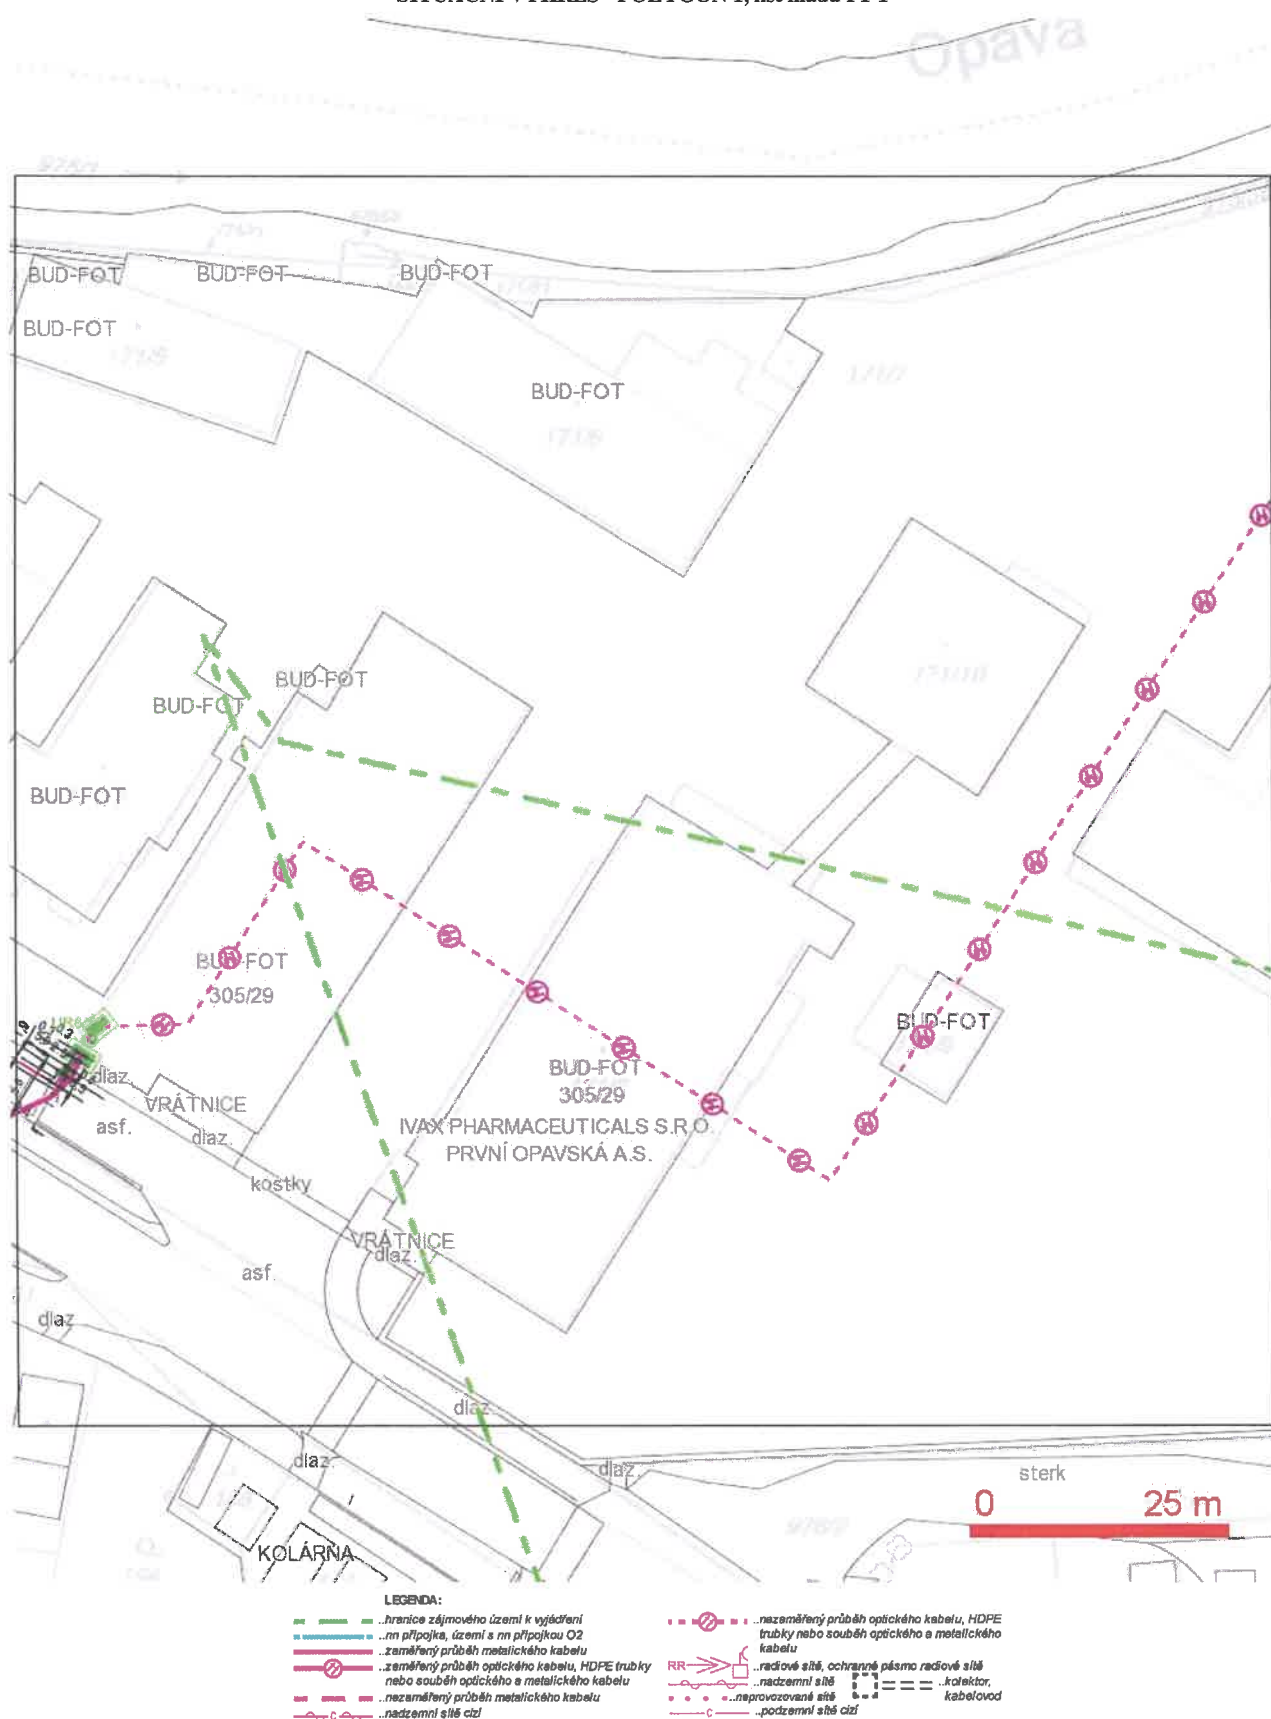 Opava
BUD-FOT
BUD-FOT
BUD-FOT
BUD-FOT
BUD-FOT
BUD-FOT
BUD-FOT
BUD-FOT
BUD-FOT
305/29
BUD-FOT
BUD-FOT
305/29
IVAX PHARMACEUTICALS S.R.O.
PRVNÍ OPAVSKÁ A.S.
dlaz.
VRÁTNICE
asf.
dlaz.
kostky
VRÁTNICE
dlaz.
asf.
dlaz.
dlaz.
dlaz.
dlaz.
sterk
0 25 m
KOLÁRNA
LEGENDA:
..hranice zájmového území k vyjádření
..nn přípojka, území s nn přípojkou O2
..zaměřený průběh metalického kabelu
..zaměřený průběh optického kabelu, HDPE trubky
nebo souběh optického a metalického kabelu
..nezaměřený průběh metalického kabelu
C ..nadzemní sítě cizí
..nezaměřený průběh optického kabelu, HDPE
trubky nebo souběh optického a metalického
kabelu
RR ..radiové sítě, ochranné pásmo radiové sítě
..nadzemní sítě
..neprovozované sítě
..kolektor,
kabelovod
C ..podzemní sítě cizí